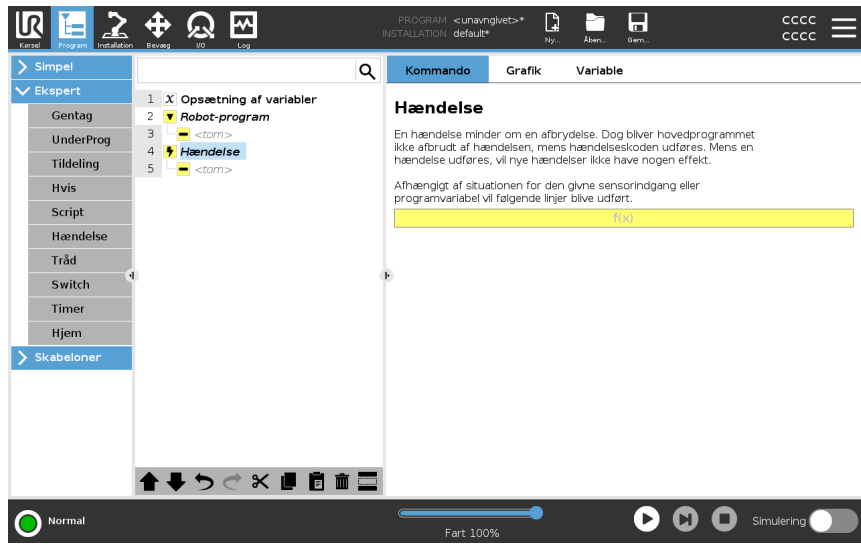 UR
Kørsel
Program
Installation
Bevæg
I/O
Log
PROGRAM <unavngivet>*
INSTALLATION default*
Ny...
Åben...
Gem...
CCCC
CCCC
Simpel
Ekspert
Gentag
UnderProg
Tildeling
Hvis
Script
Hændelse
Tråd
Switch
Timer
Hjem
Skabeloner
1 X Opsætning af variabler
2 Robot-program
3 <tom>
4 Hændelse
5 <tom>
Kommando Grafik Variable
Hændelse
En hændelse minder om en afbrydelse. Dog bliver hovedprogrammet
ikke afbrudt af hændelsen, mens hændelseskoden udføres. Mens en
hændelse udføres, vil nye hændelser ikke have nogen effekt.
Afhængigt af situationen for den givne sensorindgang eller
programvariabel vil følgende linjer blive udført.
f(x)
Normal
Fart 100%
Simulering